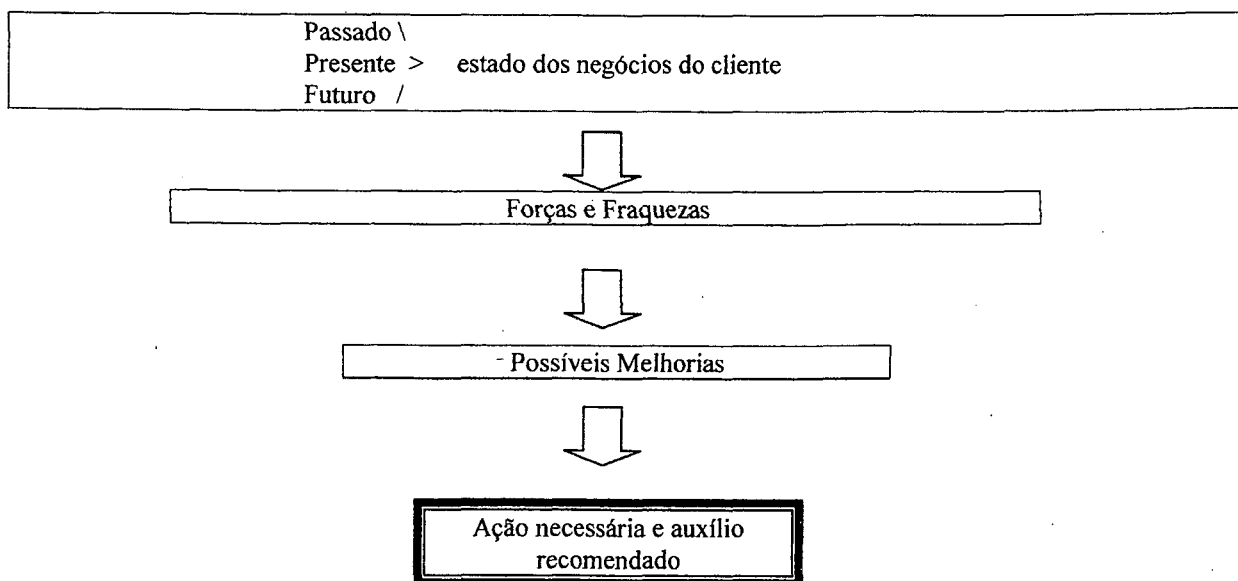 Passado \
Presente > estado dos negócios do cliente
Futuro /
Forças e Fraquezas
Possíveis Melhorias
Ação necessária e auxílio
recomendado